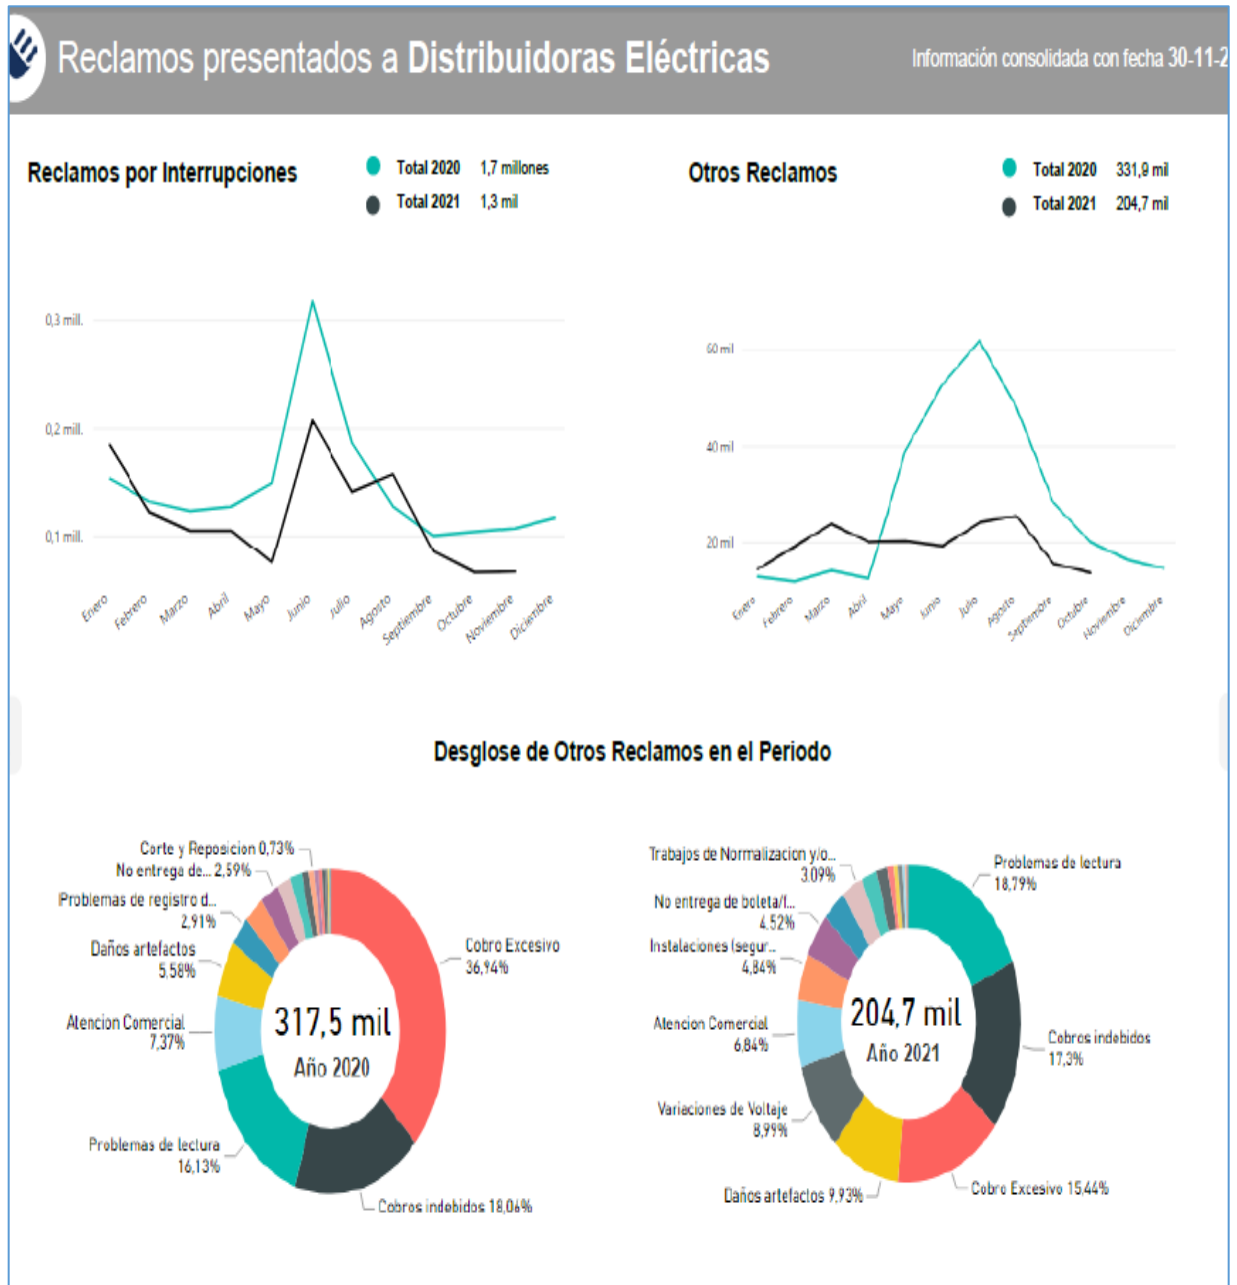 Reclamos presentados a Distribuidoras Eléctricas
Información consolidada con fecha 30-11-2
Reclamos por Interrupciones
Total 2020 1,7 millones
Total 2021 1,3 mil
0,3 mill.
0,2 mill.
0,1 mill.
Enero
Febrero
Marzo
Abril
Mayo
Junio
Julio
Agosto
Septiembre
Octubre
Noviembre
Diciembre
Otros Reclamos
Total 2020 331,9 mil
Total 2021 204,7 mil
60 mil
40 mil
20 mil
Enero
Febrero
Marzo
Abril
Mayo
Junio
Julio
Agosto
Septiembre
Octubre
Noviembre
Diciembre
Desglose de Otros Reclamos en el Periodo
Corte y Reposicion 0,73%
No entrega de... 2,59%
Problemas de registro d...
2,91%
Daños artefactos
5,58%
Atencion Comercial
7,37%
Problemas de lectura
16,13%
Cobros indebidos 18,06%
Cobro Excesivo
36,94%
317,5 mil
Año 2020
Trabajos de Normalizacion y/o...
3.09%
No entrega de boleta/f...
4.52%
Instalaciones (segur...
4,84%
Atencion Comercial
6,84%
Variaciones de Voltaje
8,99%
Daños artefactos 9.93%
Cobro Excesivo 15,44%
Cobros indebidos
17,3%
Problemas de lectura
18,79%
204,7 mil
Año 2021